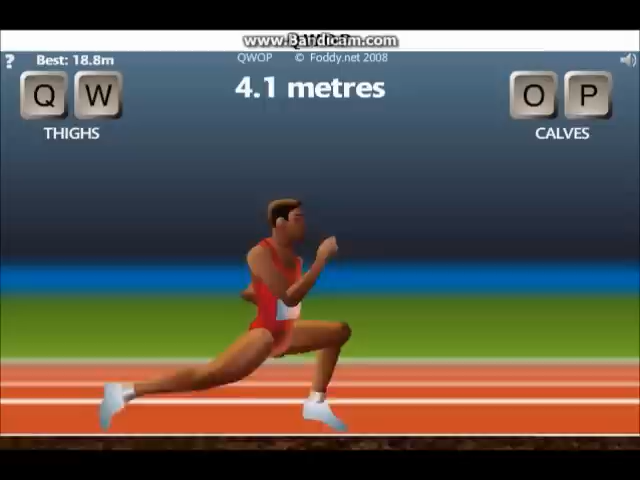 www.Bandicam.com
? Best: 18.8m
QWOP © Foddy.net 2008
4.1 metres
Q W
O P
THIGHS
CALVES